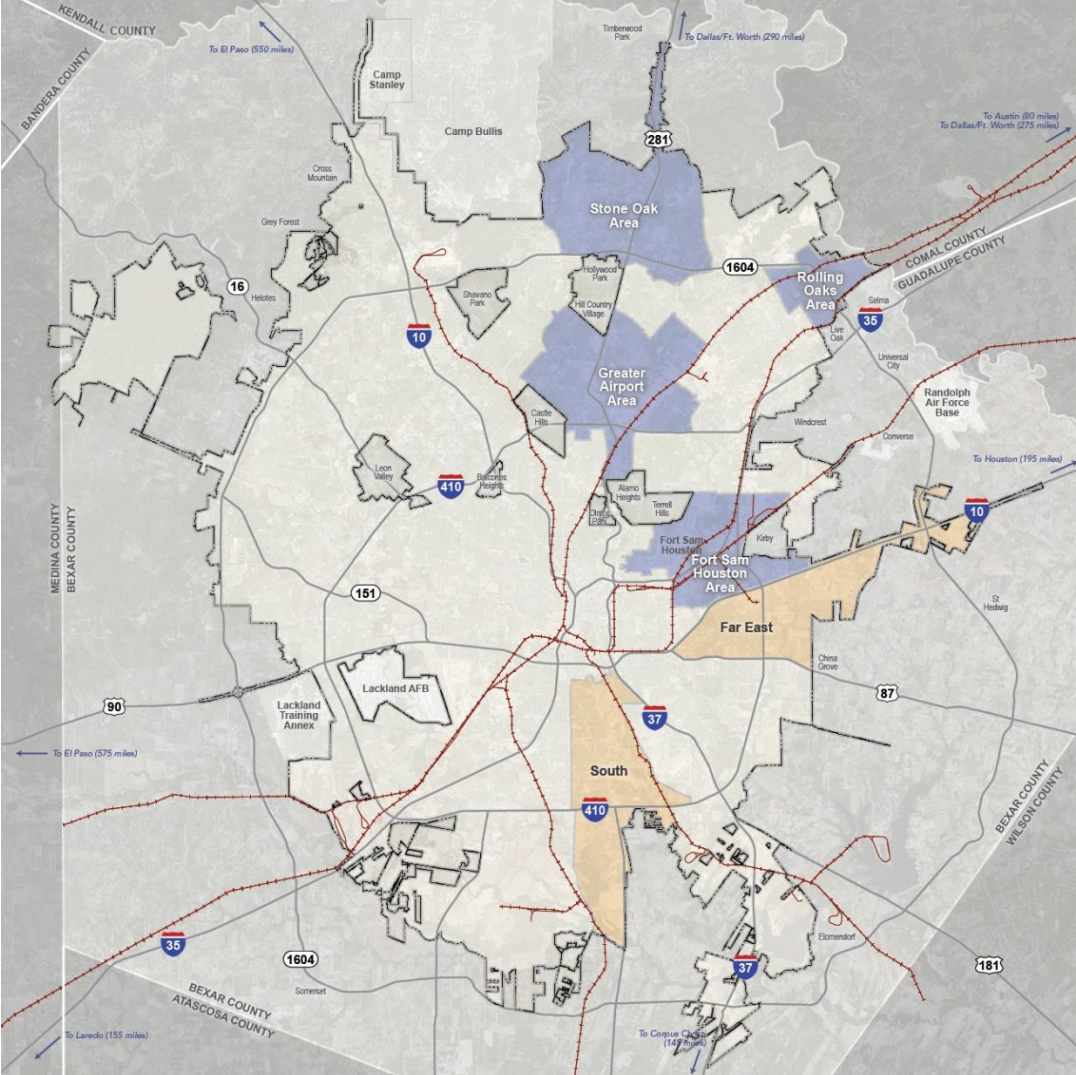 KENDALL COUNTY
BANDERA COUNTY
To El Paso (550 miles)
Timberwood
Park
To Dallas/Ft. Worth (290 miles)
Camp
Stanley
Camp Bullis
281
To Austin (80 miles)
To Dallas/Ft. Worth (275 miles)
Cross
Mountain
Grey Forest
Stone Oak
Area
COMAL COUNTY
GUADALUPE COUNTY
1604
Hollywood
Park
Rolling
Oaks
Area
16
Helotes
Shavano
Park
Hill Country
Village
Selma
35
10
Live
Oak
Universal
City
Greater
Airport
Area
Randolph
Air Force
Base
Castle
Hills
Windcrest
Converse
To Houston (195 miles)
Leon
Valley
410
Balcones
Heights
Alamo
Heights
Terrell
Hills
Olmos
Park
10
MEDINA COUNTY
BEXAR COUNTY
Fort Sam
Houston
Kirby
Fort Sam
Houston
Area
151
St
Hedwig
Far East
China
Grove
Lackland AFB
87
90
Lackland
Training
Annex
37
To El Paso (575 miles)
South
410
BEXAR COUNTY
WILSON COUNTY
Elmendorf
35
1604
37
181
Somerset
BEXAR COUNTY
ATASCOSA COUNTY
To Laredo (155 miles)
To Corpus Christi
(145 miles)